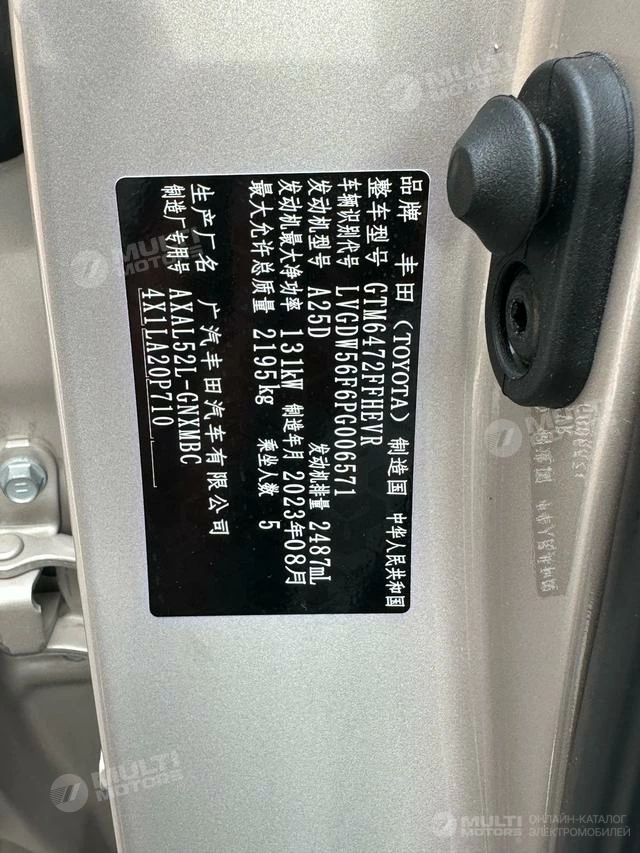 品牌 丰田 (TOYOTA) 制造国 中华人民共和国
整车型号 GTM6472FFHEVR
车辆识别代号 LVGDW56F6PG006571
发动机型号 A25D 发动机排量 2487mL
发动机最大净功率 131kW 制造年月 2023年08月
最大允许总质量 2195kg 乘坐人数 5
生产厂名 广汽丰田汽车有限公司
制造厂专用号 AXAL52L-GNXMBC
4X1LA20P710
MULTI MOTORS
MULTI MOTORS
MULTI MOTORS
MULTI MOTORS
MULTI MOTORS
ОНЛАЙН-КАТАЛОГ
ЭЛЕКТРОМОБИЛЕЙ